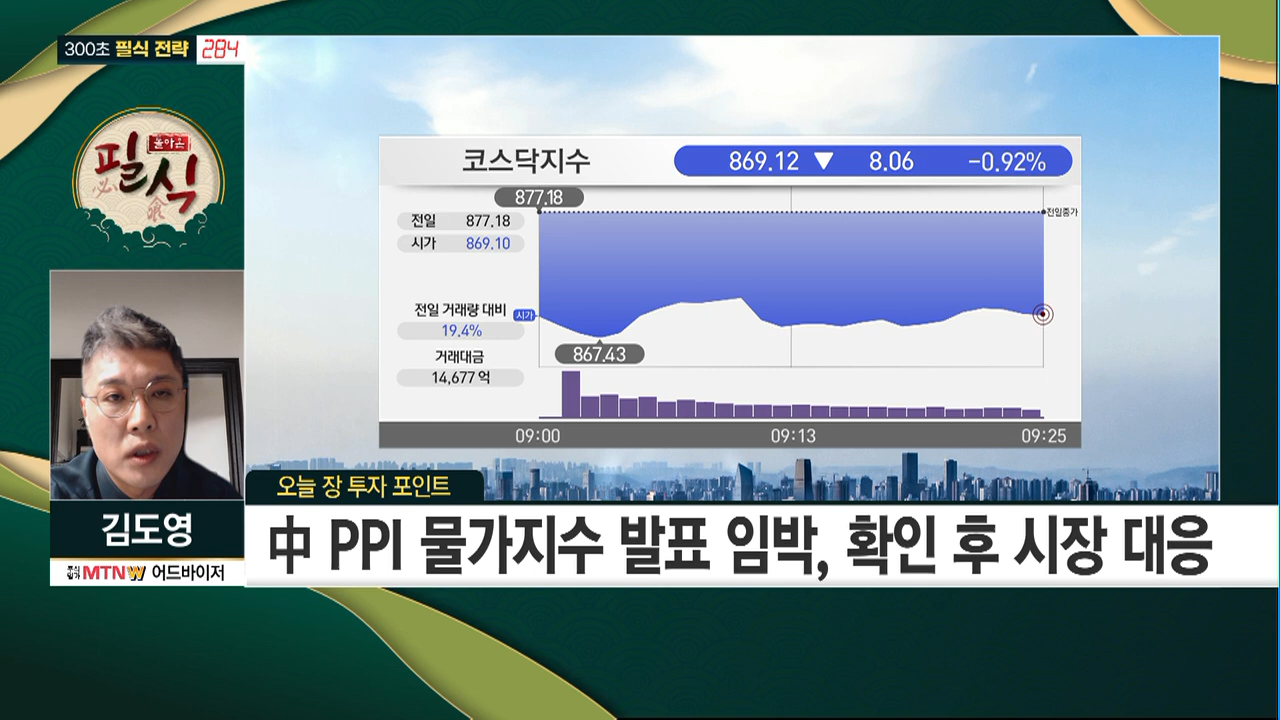 300초 필식 전략 284
돌아온
필식
必
食
코스닥지수 869.12 ▼ 8.06 -0.92%
877.18
전일 877.18
시가 869.10
전일종가
전일 거래량 대비
19.4%
시가
867.43
거래대금
14,677 억
09:00 09:13 09:25
오늘 장 투자 포인트
김도영
中 PPI 물가지수 발표 임박, 확인 후 시장 대응
MTNW 어드바이저